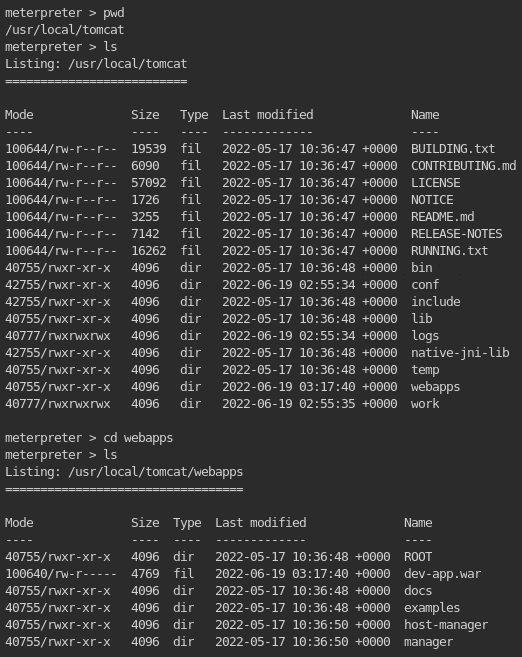 meterpreter > pwd
/usr/local/tomcat
meterpreter > ls
Listing: /usr/local/tomcat
==========================
Mode              Size   Type  Last modified              Name
----              ----   ----  -------------              ----
100644/rw-r--r--  19539  fil   2022-05-17 10:36:47 +0000  BUILDING.txt
100644/rw-r--r--  6090   fil   2022-05-17 10:36:47 +0000  CONTRIBUTING.md
100644/rw-r--r--  57092  fil   2022-05-17 10:36:47 +0000  LICENSE
100644/rw-r--r--  1726   fil   2022-05-17 10:36:47 +0000  NOTICE
100644/rw-r--r--  3255   fil   2022-05-17 10:36:47 +0000  README.md
100644/rw-r--r--  7142   fil   2022-05-17 10:36:47 +0000  RELEASE-NOTES
100644/rw-r--r--  16262  fil   2022-05-17 10:36:47 +0000  RUNNING.txt
40755/rwxr-xr-x   4096   dir   2022-05-17 10:36:48 +0000  bin
42755/rwxr-xr-x   4096   dir   2022-06-19 02:55:34 +0000  conf
42755/rwxr-xr-x   4096   dir   2022-05-17 10:36:48 +0000  include
40755/rwxr-xr-x   4096   dir   2022-05-17 10:36:48 +0000  lib
40777/rwxrwxrwx   4096   dir   2022-06-19 02:55:34 +0000  logs
42755/rwxr-xr-x   4096   dir   2022-05-17 10:36:48 +0000  native-jni-lib
40755/rwxr-xr-x   4096   dir   2022-05-17 10:36:48 +0000  temp
40755/rwxr-xr-x   4096   dir   2022-06-19 03:17:40 +0000  webapps
40777/rwxrwxrwx   4096   dir   2022-06-19 02:55:35 +0000  work
meterpreter > cd webapps
meterpreter > ls
Listing: /usr/local/tomcat/webapps
==================================
Mode              Size  Type  Last modified              Name
----              ----  ----  -------------              ----
40755/rwxr-xr-x   4096  dir   2022-05-17 10:36:48 +0000  ROOT
100640/rw-r-----  4769  fil   2022-06-19 03:17:40 +0000  dev-app.war
40755/rwxr-xr-x   4096  dir   2022-05-17 10:36:48 +0000  docs
40755/rwxr-xr-x   4096  dir   2022-05-17 10:36:48 +0000  examples
40755/rwxr-xr-x   4096  dir   2022-05-17 10:36:50 +0000  host-manager
40755/rwxr-xr-x   4096  dir   2022-05-17 10:36:50 +0000  manager